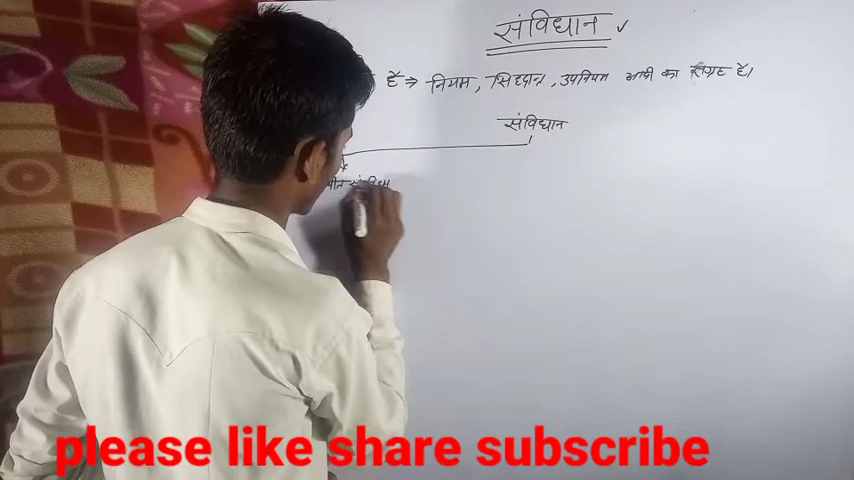 संविधान ✓
है ⇒ नियम, सिद्धान्त, उपनियम आदी का संग्रह है।
संविधान
please like share subscribe